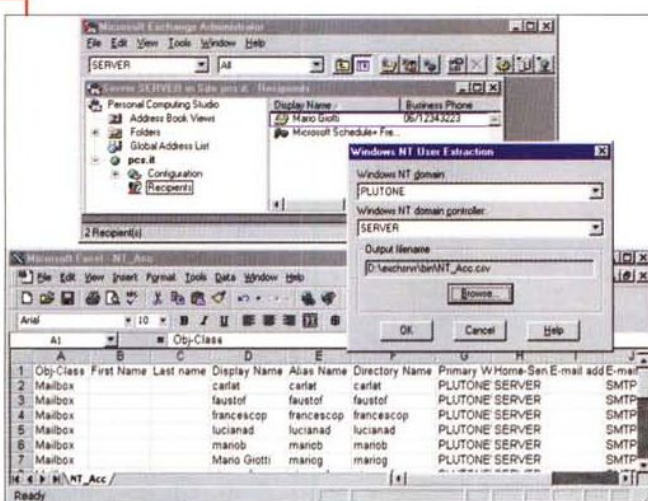 Microsoft Exchange Administrator
File Edit View Tools Window Help
SERVER All
Server SERVER in Site pcs.it - Recipients
Personal Computing Studio
Address Book Views
Folders
Global Address List
pcs.it
Configuration
Recipients
Display Name Business Phone
Mario Giotti 06/12343223
Microsoft Schedule+ Fre...
2 Recipient(s)
Windows NT User Extraction
Windows NT domain
PLUTONE
Windows NT domain controller
SERVER
Output filename
D:\exchsrvr\bin\NT_Acc.csv
Browse...
OK Cancel Help
Microsoft Excel - NT_Acc
File Edit View Insert Format Tools Data Window Help
Arial 10 B I U
A1 Obj-Class
A B C D E F G H I J
1 Obj-Class First Name Last name Display Name Alias Name Directory Name Primary W Home-Ser E-mail add E-mail
2 Mailbox carlat carlat carlat PLUTONE SERVER SMTP
3 Mailbox faustof faustof faustof PLUTONE SERVER SMTP
4 Mailbox francescop francescop francescop PLUTONE SERVER SMTP
5 Mailbox lucianad lucianad lucianad PLUTONE SERVER SMTP
6 Mailbox mariob mariob mariob PLUTONE SERVER SMTP
7 Mailbox Mario Giotti mariog mariog PLUTONE SERVER SMTP
NT_Acc
Ready